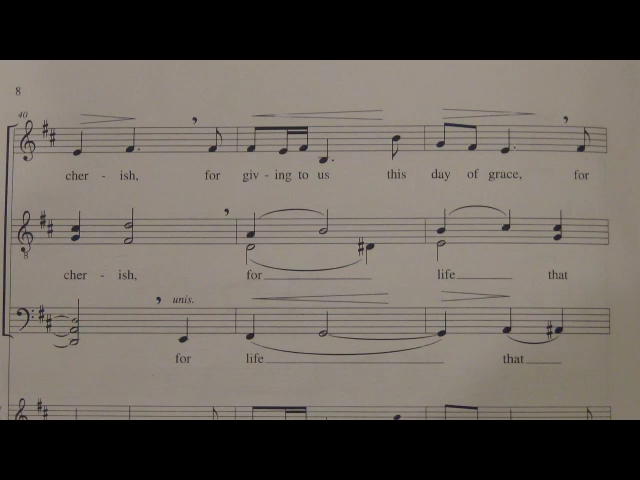 8
40
cher - ish, for giv - ing to us this day of grace, for
8
cher - ish, for life that
unis.
for life that